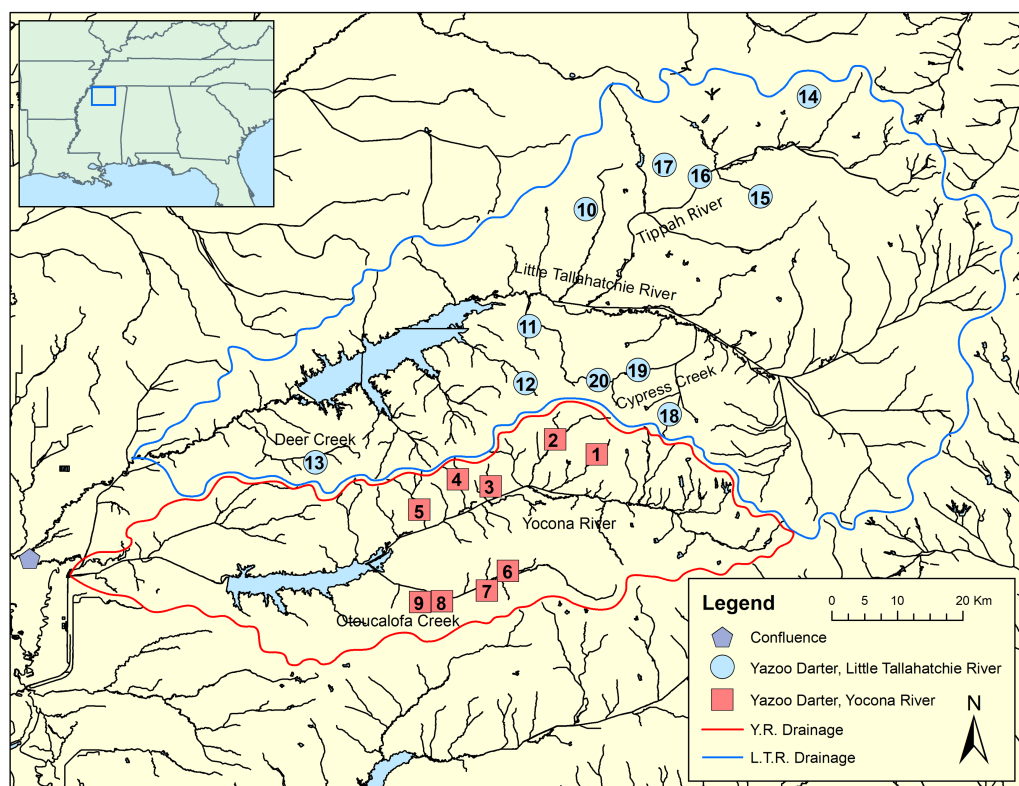 14
17
16
15
10
Tippah River
Little Tallahatchie River
11
19
20
12
Cypress Creek
18
Deer Creek
13
2
1
4
3
5
Yocona River
6
7
9
8
Otoucalofa Creek
Legend
0 5 10 20 Km
Confluence
Yazoo Darter, Little Tallahatchie River
Yazoo Darter, Yocona River
N
Y.R. Drainage
L.T.R. Drainage